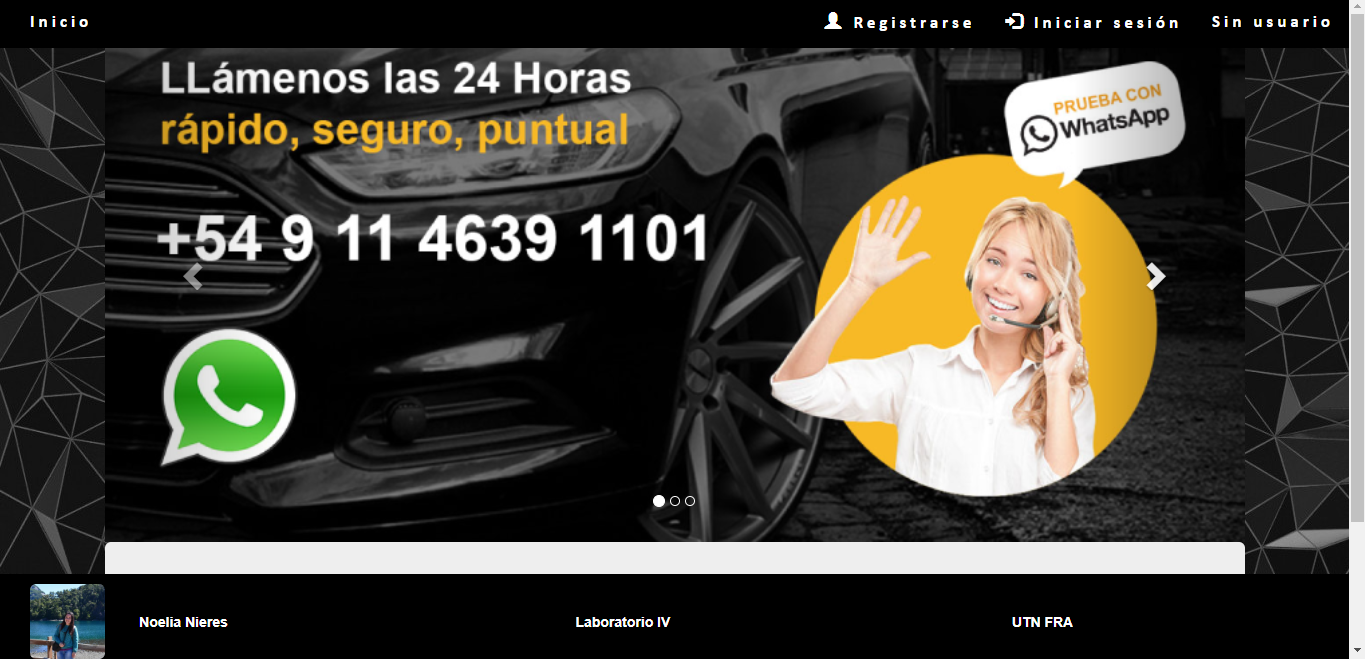 Inicio
Registrarse
Iniciar sesión
Sin usuario
LLámenos las 24 Horas
rápido, seguro, puntual
+54 9 11 4639 1101
PRUEBA CON
WhatsApp
Noelia Nieres
Laboratorio IV
UTN FRA